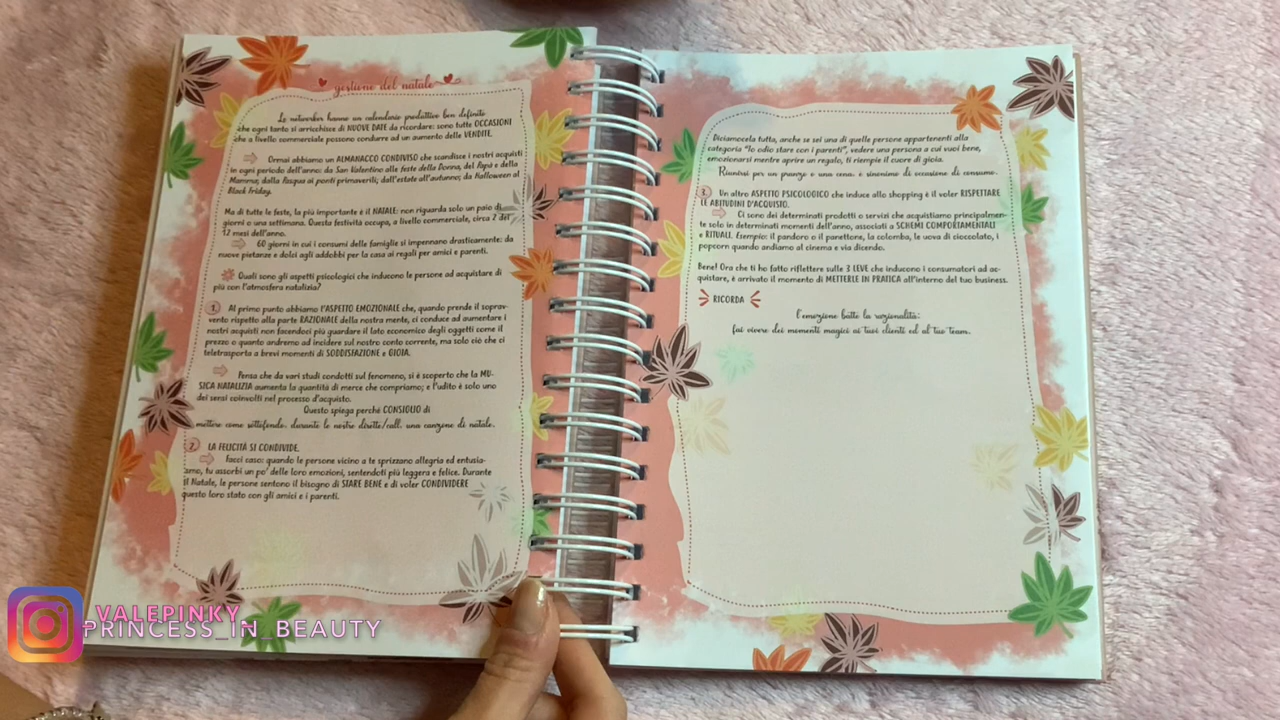 gestione del natale
Le networker hanno un calendario produttivo ben definito
che ogni tanto si arricchisce di NUOVE DATE da ricordare: sono tutte OCCASIONI
che a livello commerciale possono condurre ad un aumento delle VENDITE.
Ormai abbiamo un ALMANACCO CONDIVISO che scandisce i nostri acquisti
in ogni periodo dell'anno: da San Valentino alle feste della Donna, del Papà e della
Mamma; dalla Pasqua ai ponti primaverili; dall'estate all'autunno; da Halloween al
Black Friday.
Ma di tutte le feste, la più importante è il NATALE: non riguarda solo un paio di
giorni o una settimana. Questa festività occupa, a livello commerciale, circa 2 dei
12 mesi dell'anno.
60 giorni in cui i consumi delle famiglie si impennano drasticamente: da
nuove pietanze e dolci agli addobbi per la casa ai regali per amici e parenti.
Quali sono gli aspetti psicologici che inducono le persone ad acquistare di
più con l'atmosfera natalizia?
1. Al primo punto abbiamo l'ASPETTO EMOZIONALE che, quando prende il soprav-
vento rispetto alla parte RAZIONALE della nostra mente, ci conduce ad aumentare i
nostri acquisti non facendoci più guardare il lato economico degli oggetti come il
prezzo o quanto andremo ad incidere sul nostro conto corrente, ma solo ciò che ci
teletrasporta a brevi momenti di SODDISFAZIONE e GIOIA.
Pensa che da vari studi condotti sul fenomeno, si è scoperto che la MU-
SICA NATALIZIA aumenta la quantità di merce che compriamo; e l'udito è solo uno
dei sensi coinvolti nel processo d'acquisto.
Questo spiega perché CONSIGLIO di
mettere come sottofondo, durante le nostre dirette/call, una canzone di natale.
2. LA FELICITÀ SI CONDIVIDE.
Facci caso: quando le persone vicino a te sprizzano allegria ed entusia-
smo, tu assorbi un po' delle loro emozioni, sentendoti più leggera e felice. Durante
il Natale, le persone sentono il bisogno di STARE BENE e di voler CONDIVIDERE
questo loro stato con gli amici e i parenti.
Diciamocela tutta, anche se sei una di quelle persone appartenenti alla
categoria "Io odio stare con i parenti", vedere una persona a cui vuoi bene,
emozionarsi mentre aprire un regalo, ti riempie il cuore di gioia.
Riunirsi per un pranzo e una cena, è sinonimo di occasione di consumo.
3. Un altro ASPETTO PSICOLOGICO che induce allo shopping è il voler RISPETTARE
LE ABITUDINI D'ACQUISTO.
Ci sono dei determinati prodotti o servizi che acquistiamo principalmen-
te solo in determinati momenti dell'anno, associati a SCHEMI COMPORTAMENTALI
e RITUALI. Esempio: il pandoro o il panettone, la colomba, le uova di cioccolato, i
popcorn quando andiamo al cinema e via dicendo.
Bene! Ora che ti ho fatto riflettere sulle 3 LEVE che inducono i consumatori ad ac-
quistare, è arrivato il momento di METTERLE IN PRATICA all'interno del tuo business.
RICORDA
l'emozione batte la razionalità:
fai vivere dei momenti magici ai tuoi clienti ed al tuo team.
VALEPINKY_
PRINCESS_IN_BEAUTY